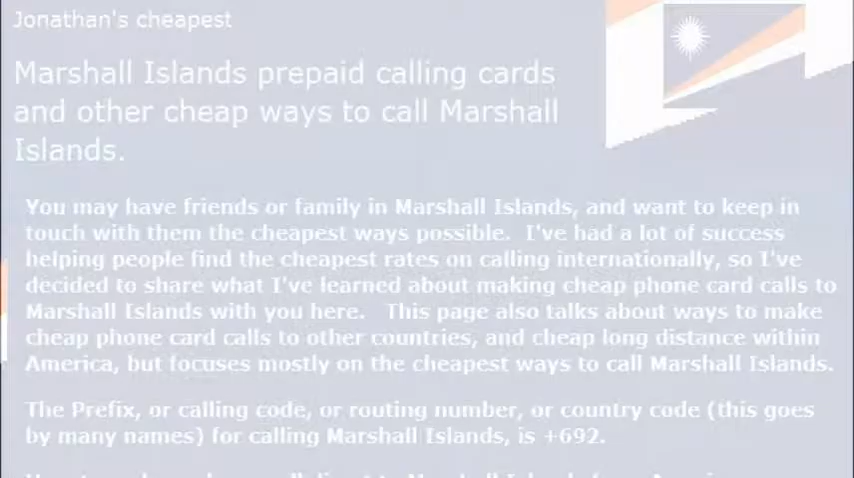 Jonathan's cheapest
Marshall Islands prepaid calling cards
and other cheap ways to call Marshall
Islands.
You may have friends or family in Marshall Islands, and want to keep in
touch with them the cheapest ways possible.  I've had a lot of success
helping people find the cheapest rates on calling internationally, so I've
decided to share what I've learned about making cheap phone card calls to
Marshall Islands with you here.   This page also talks about ways to make
cheap phone card calls to other countries, and cheap long distance within
America, but focuses mostly on the cheapest ways to call Marshall Islands.
The Prefix, or calling code, or routing number, or country code (this goes
by many names) for calling Marshall Islands, is +692.